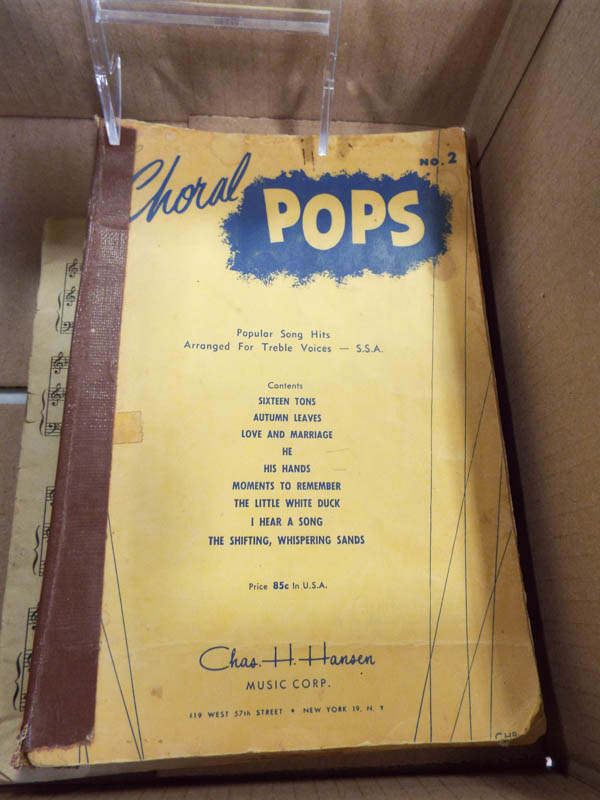 NO. 2
Choral
POPS
Popular Song Hits
Arranged For Treble Voices — S.S.A.
Contents
SIXTEEN TONS
AUTUMN LEAVES
LOVE AND MARRIAGE
HE
HIS HANDS
MOMENTS TO REMEMBER
THE LITTLE WHITE DUCK
I HEAR A SONG
THE SHIFTING, WHISPERING SANDS
Price 85c In U.S.A.
Chas. H. Hansen
MUSIC CORP.
119 WEST 57th STREET • NEW YORK 19, N. Y